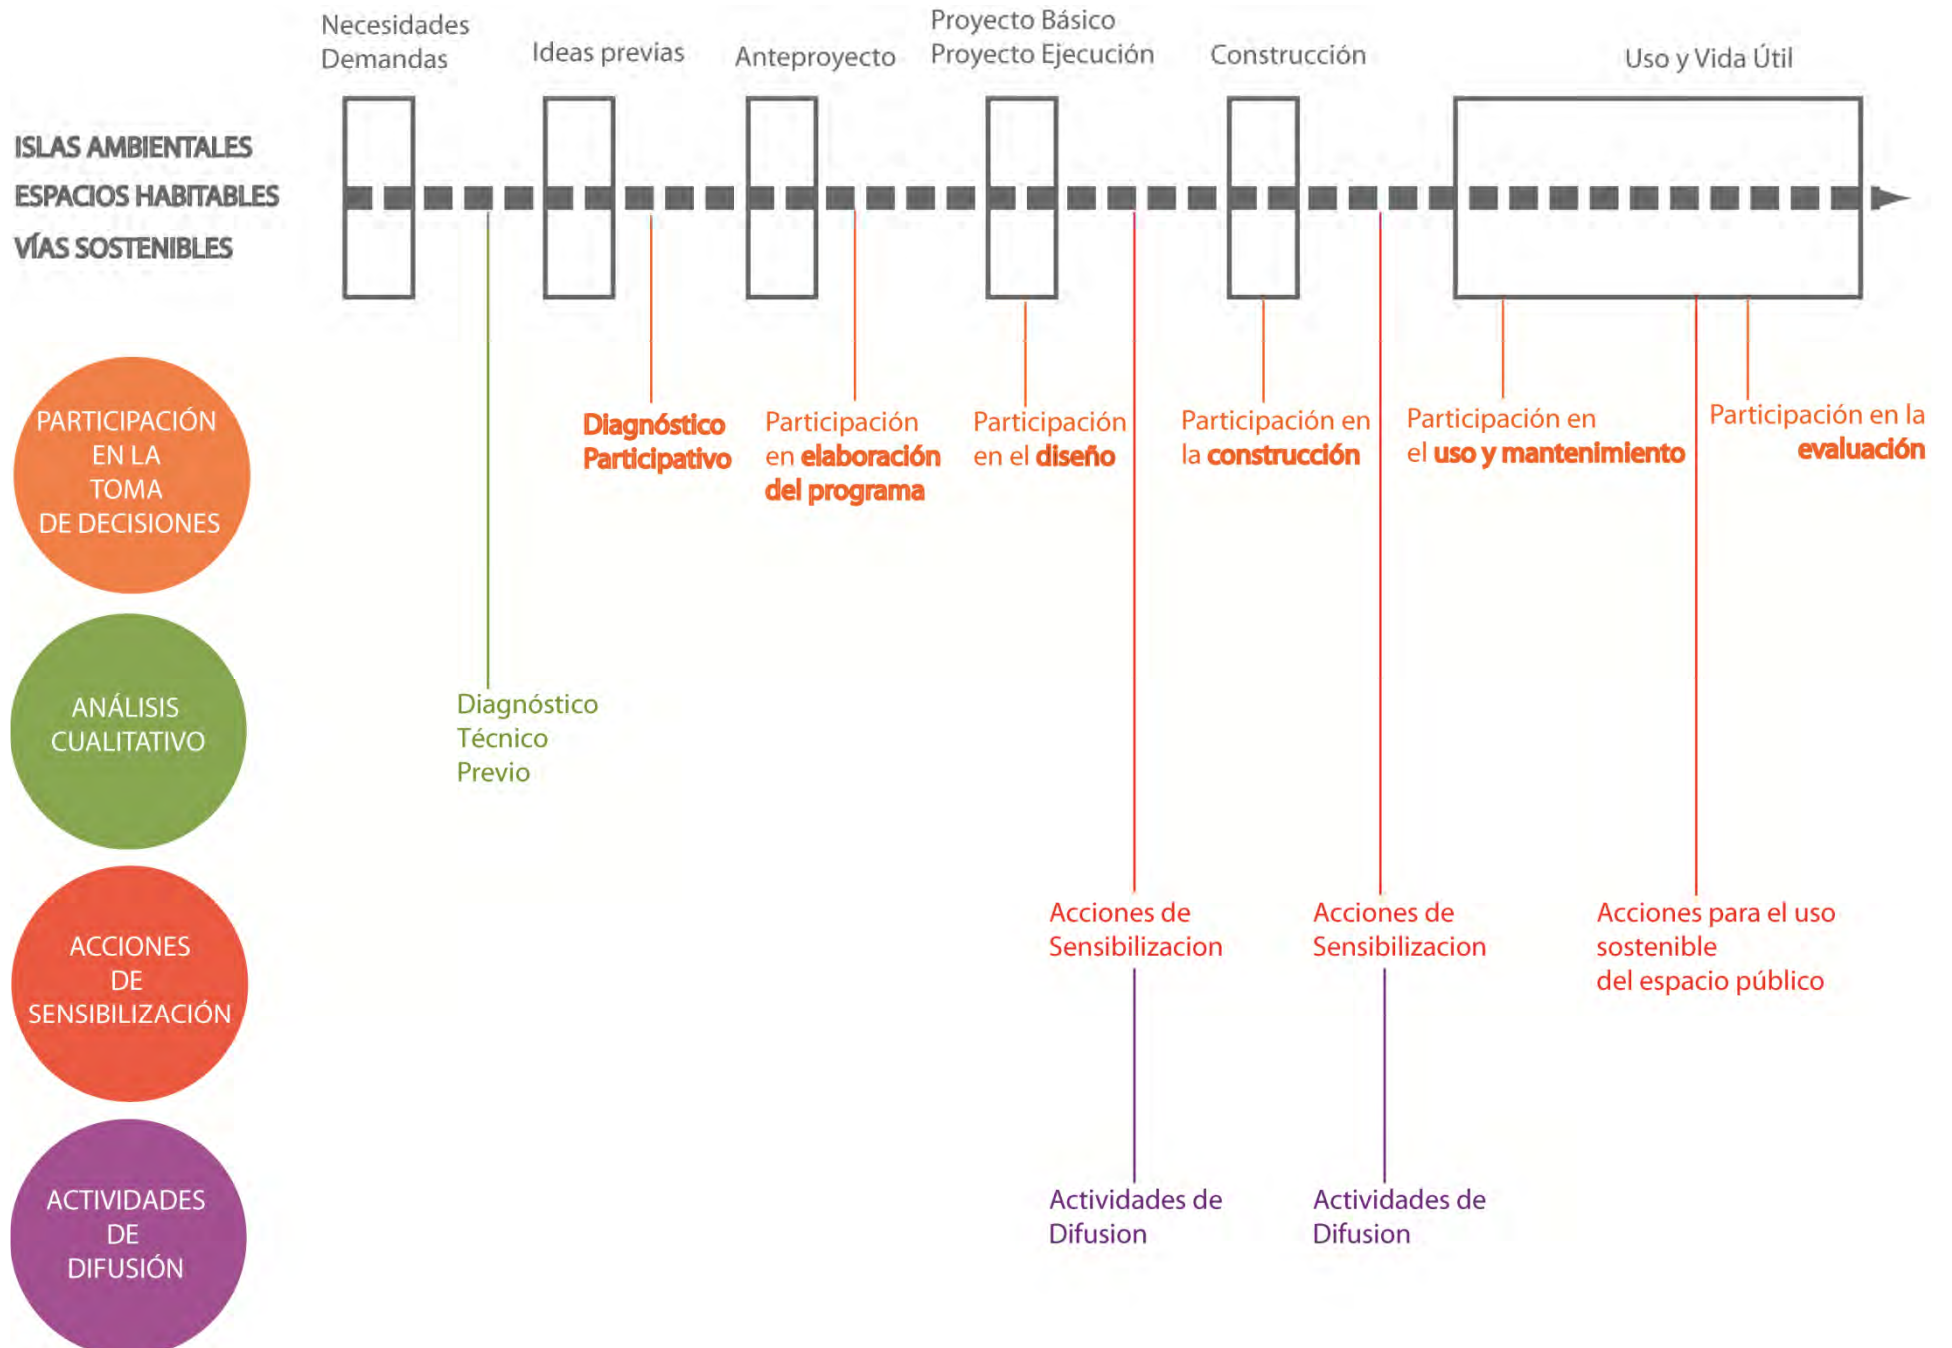 Necesidades
Demandas
Ideas previas
Anteproyecto
Proyecto Básico
Proyecto Ejecución
Construcción
Uso y Vida Útil
ISLAS AMBIENTALES
ESPACIOS HABITABLES
VÍAS SOSTENIBLES
PARTICIPACIÓN
EN LA
TOMA
DE DECISIONES
Diagnóstico
Participativo
Participación
en elaboración
del programa
Participación
en el diseño
Participación en
la construcción
Participación en
el uso y mantenimiento
Participación en la
evaluación
ANÁLISIS
CUALITATIVO
Diagnóstico
Técnico
Previo
ACCIONES
DE
SENSIBILIZACIÓN
Acciones de
Sensibilizacion
Acciones de
Sensibilizacion
Acciones para el uso
sostenible
del espacio público
ACTIVIDADES
DE
DIFUSIÓN
Actividades de
Difusion
Actividades de
Difusion